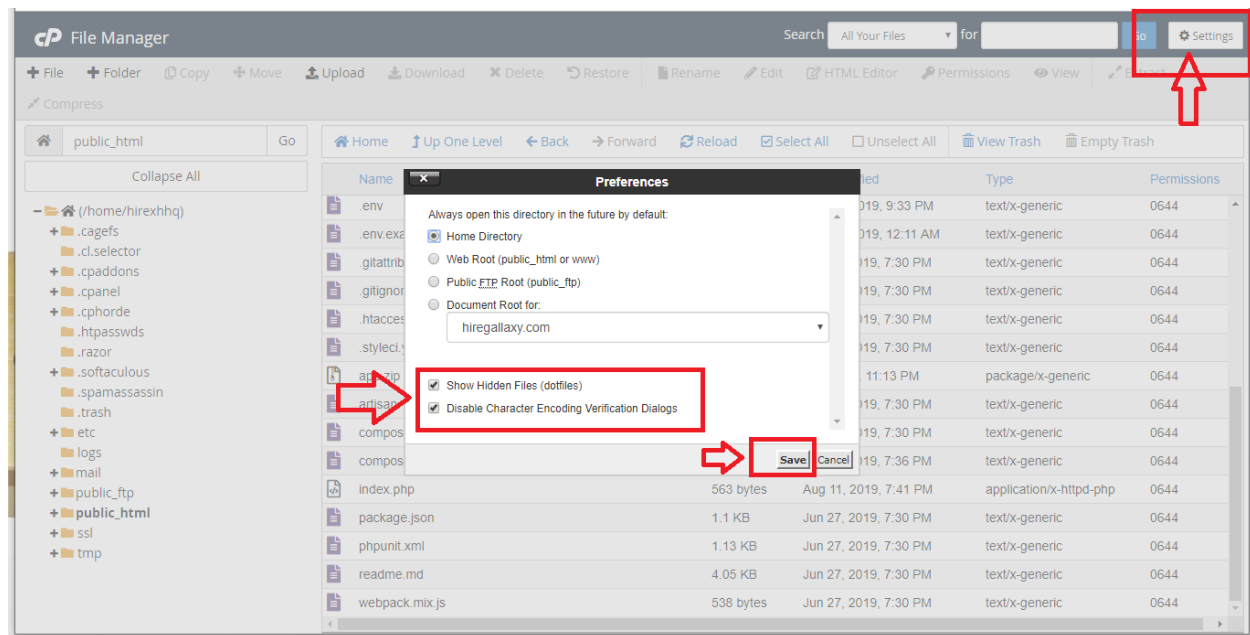 cP File Manager
Search All Your Files for Go Settings
File Folder Copy Move Upload Download Delete Restore Rename Edit HTML Editor Permissions View Extract
Compress
public_html Go
Home Up One Level Back Forward Reload Select All Unselect All View Trash Empty Trash
Collapse All
(/home/hirexhhq)
.cagefs
.cl.selector
.cpaddons
.cpanel
.cphorde
.htpasswds
.razor
.softaculous
.spamassassin
.trash
etc
logs
mail
public_ftp
public_html
ssl
tmp
Name Type Permissions
.env 9:33 PM text/x-generic 0644
12:11 AM text/x-generic 0644
7:30 PM text/x-generic 0644
7:30 PM text/x-generic 0644
7:30 PM text/x-generic 0644
7:30 PM text/x-generic 0644
11:13 PM package/x-generic 0644
7:30 PM text/x-generic 0644
7:30 PM text/x-generic 0644
7:36 PM text/x-generic 0644
index.php 563 bytes Aug 11, 2019, 7:41 PM application/x-httpd-php 0644
package.json 1.1 KB Jun 27, 2019, 7:30 PM text/x-generic 0644
phpunit.xml 1.13 KB Jun 27, 2019, 7:30 PM text/x-generic 0644
readme.md 4.05 KB Jun 27, 2019, 7:30 PM text/x-generic 0644
webpack.mix.js 538 bytes Jun 27, 2019, 7:30 PM text/x-generic 0644
Preferences
Always open this directory in the future by default:
Home Directory
Web Root (public_html or www)
Public FTP Root (public_ftp)
Document Root for:
hiregallaxy.com
Show Hidden Files (dotfiles)
Disable Character Encoding Verification Dialogs
Save Cancel